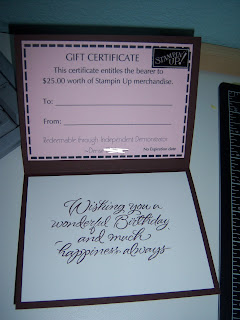 GIFT CERTIFICATE
STAMPIN' UP!
This certificate entitles the bearer to
$25.00 worth of Stampin Up merchandise.
To:
From:
Redeemable through Independent Demonstrator
No Expiration date
Wishing you a
wonderful Birthday
and much
happiness always